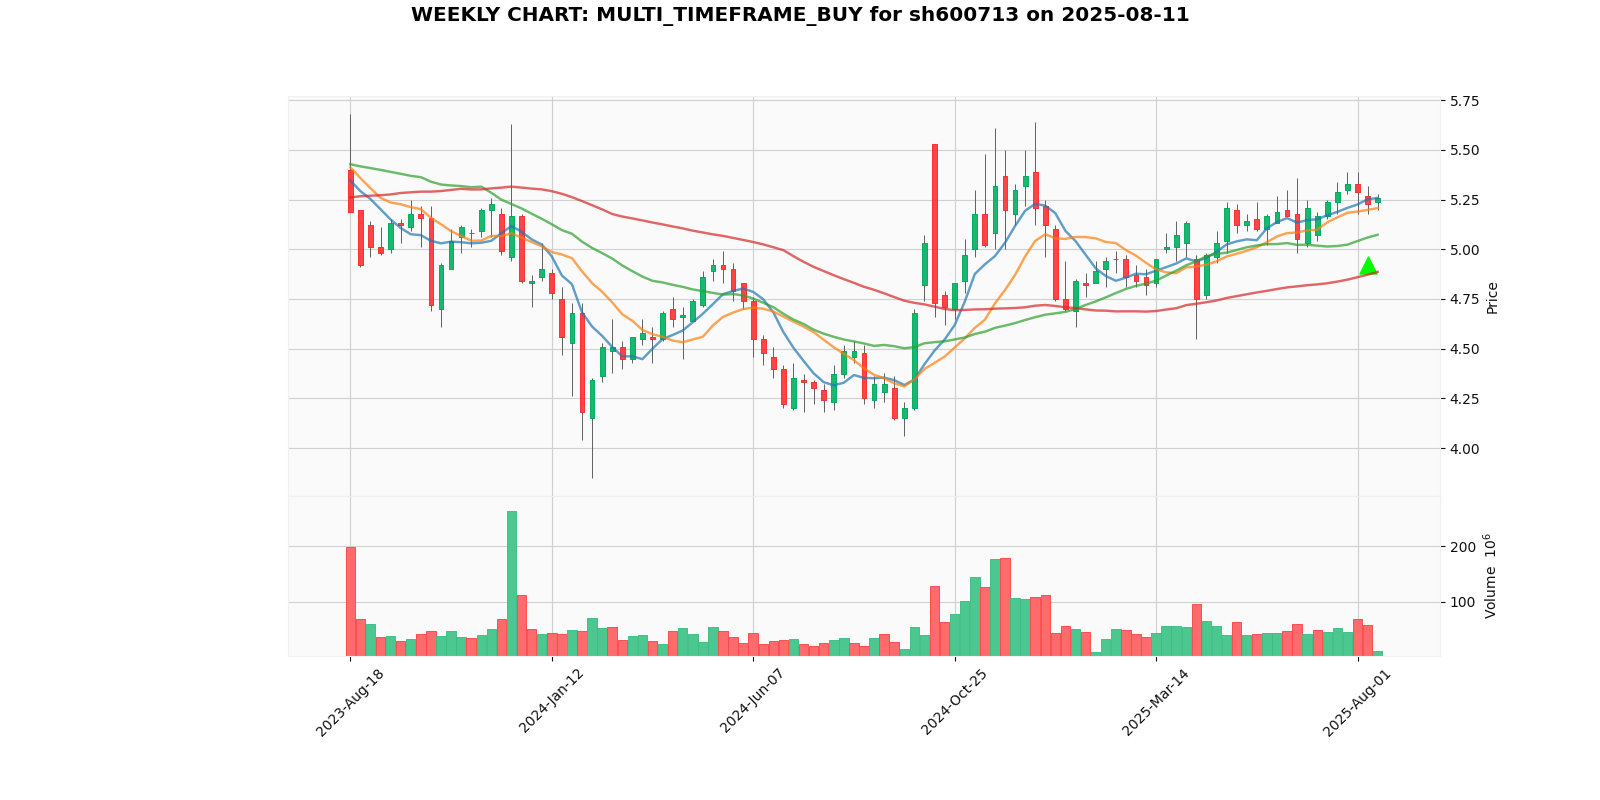 WEEKLY CHART: MULTI_TIMEFRAME_BUY for sh600713 on 2025-08-11
5.75
5.50
5.25
5.00
4.75
4.50
4.25
4.00
Price
200
100
Volume 10⁶
2023-Aug-18
2024-Jan-12
2024-Jun-07
2024-Oct-25
2025-Mar-14
2025-Aug-01